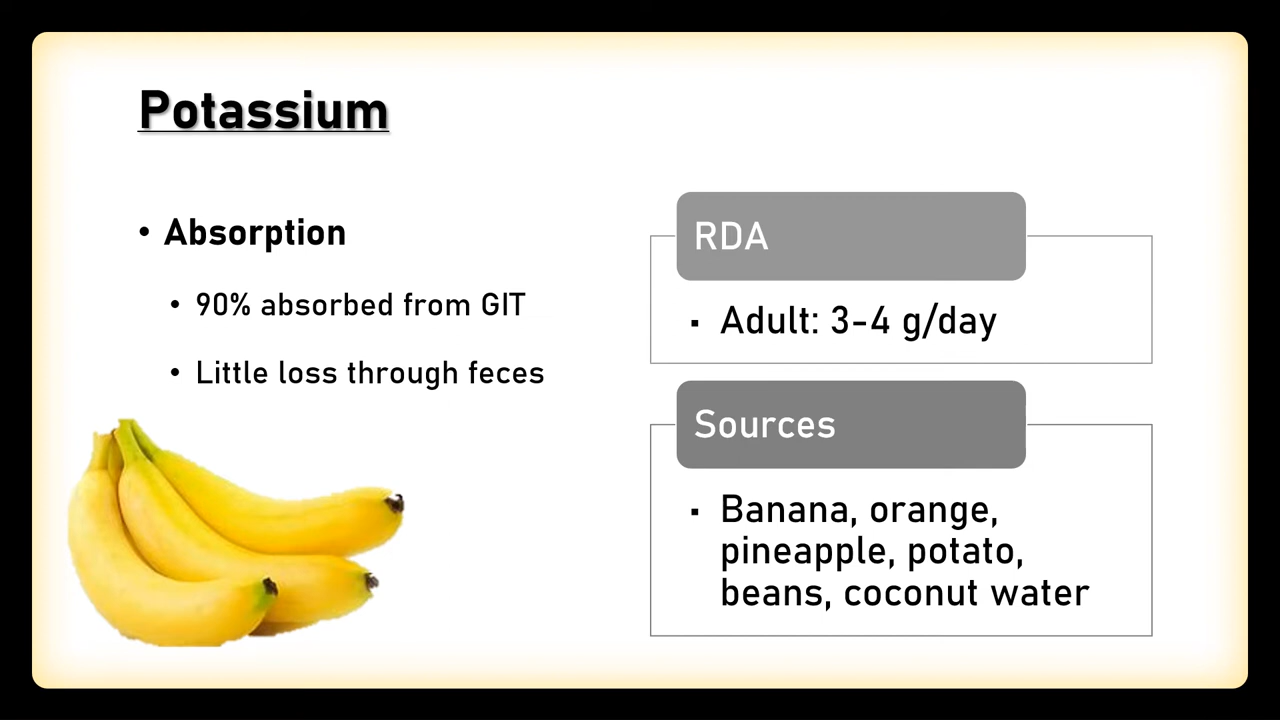 Potassium
• Absorption
• 90% absorbed from GIT
• Little loss through feces
RDA
▪ Adult: 3-4 g/day
Sources
▪ Banana, orange,
pineapple, potato,
beans, coconut water